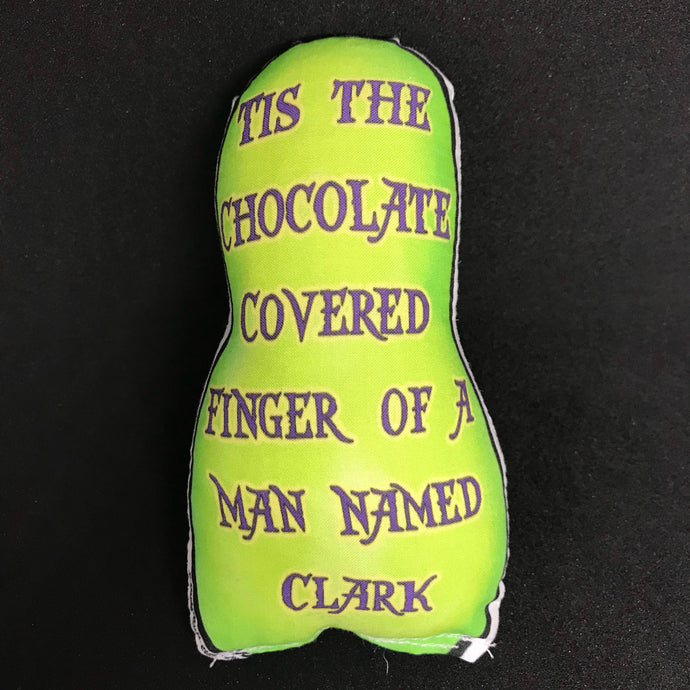 'TIS THE
CHOCOLATE
COVERED
FINGER OF A
MAN NAMED
CLARK